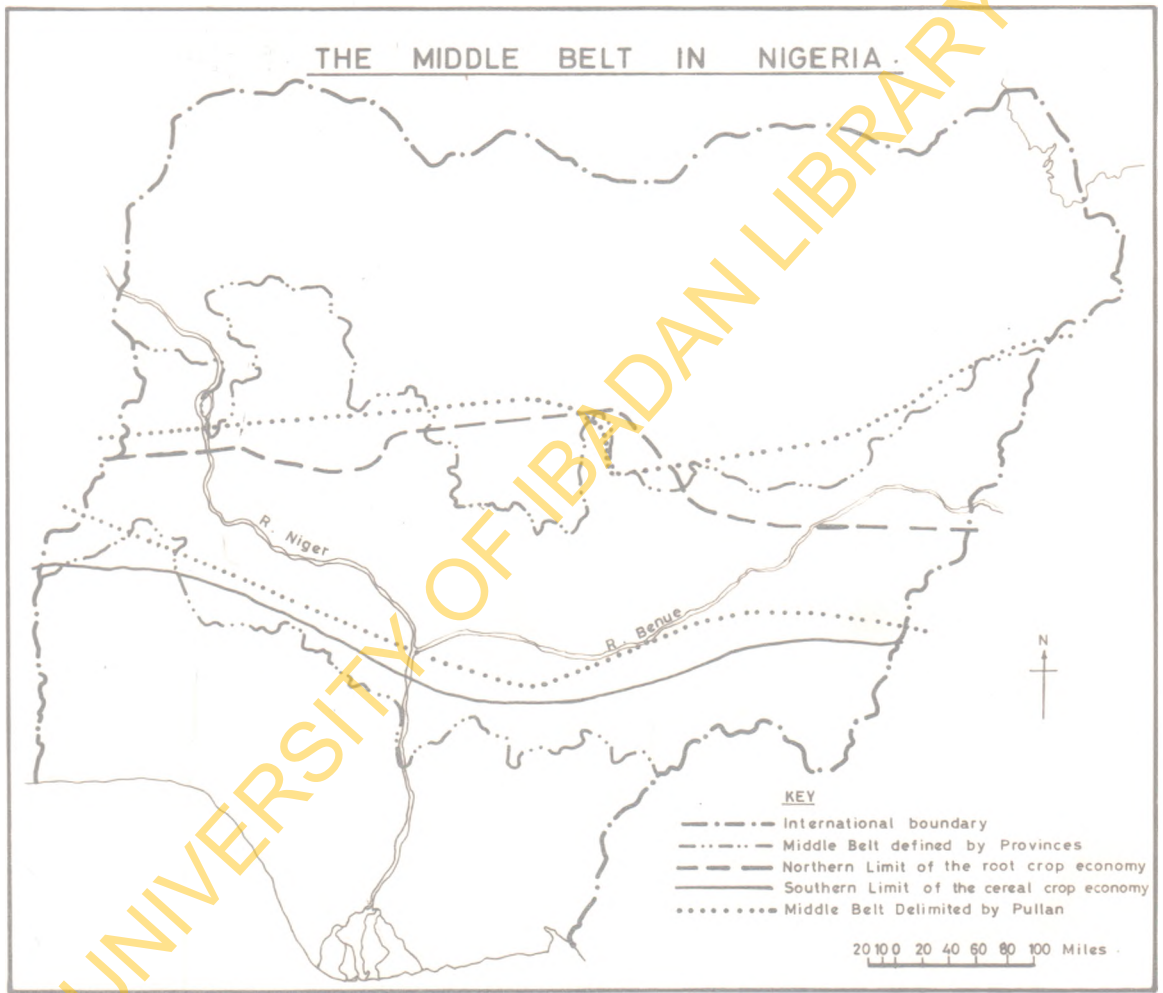 THE MIDDLE BELT IN NIGERIA.
R. Niger
R. Benue
N
KEY
International boundary
Middle Belt defined by Provinces
Northern Limit of the root crop economy
Southern Limit of the cereal crop economy
Middle Belt Delimited by Pullan
20 10 0 20 40 60 80 100 Miles
UNIVERSITY OF IBADAN LIBRARY